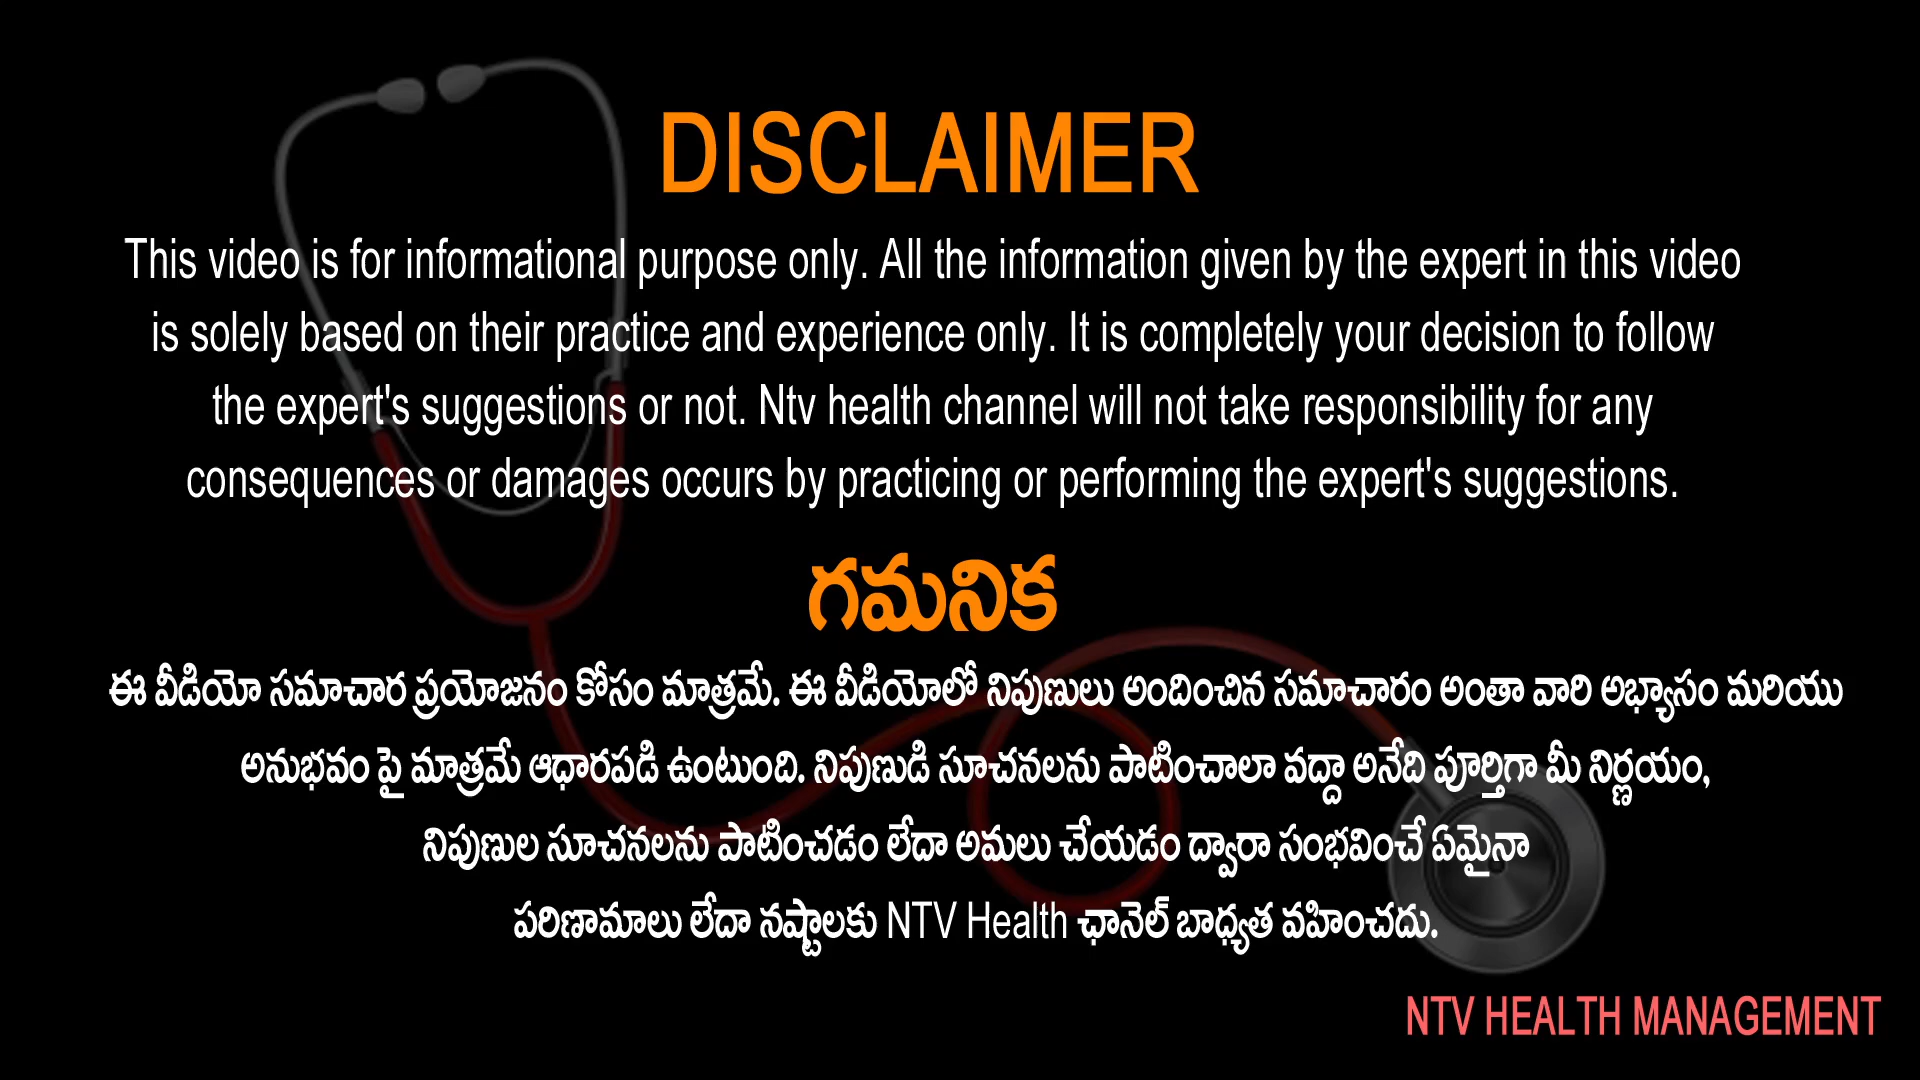 DISCLAIMER
This video is for informational purpose only. All the information given by the expert in this video
is solely based on their practice and experience only. It is completely your decision to follow
the expert's suggestions or not. Ntv health channel will not take responsibility for any
consequences or damages occurs by practicing or performing the expert's suggestions.
గమనిక
ఈ వీడియో సమాచార ప్రయోజనం కోసం మాత్రమే. ఈ వీడియోలో నిపుణులు అందించిన సమాచారం అంతా వారి అభ్యాసం మరియు
అనుభవం పై మాత్రమే ఆధారపడి ఉంటుంది. నిపుణుడి సూచనలను పాటించాలా వద్దా అనేది పూర్తిగా మీ నిర్ణయం,
నిపుణుల సూచనలను పాటించడం లేదా అమలు చేయడం ద్వారా సంభవించే ఏమైనా
పరిణామాలు లేదా నష్టాలకు NTV Health ఛానెల్ బాధ్యత వహించదు.
NTV HEALTH MANAGEMENT